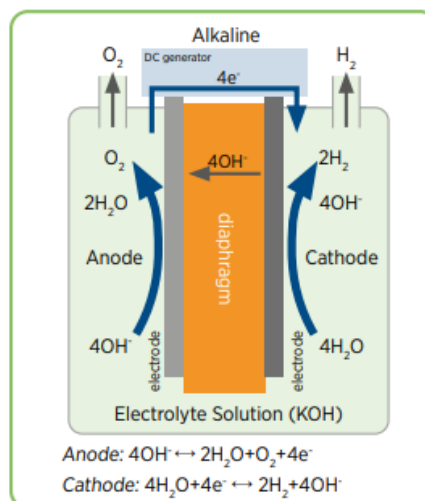 Alkaline
O₂
DC generator
H₂
4e⁻
O₂
4OH⁻
2H₂
2H₂O
4OH⁻
diaphragm
Anode
Cathode
4OH⁻
electrode
electrode
4H₂O
Electrolyte Solution (KOH)
Anode: 4OH⁻ ↔ 2H₂O+O₂+4e⁻
Cathode: 4H₂O+4e⁻ ↔ 2H₂+4OH⁻